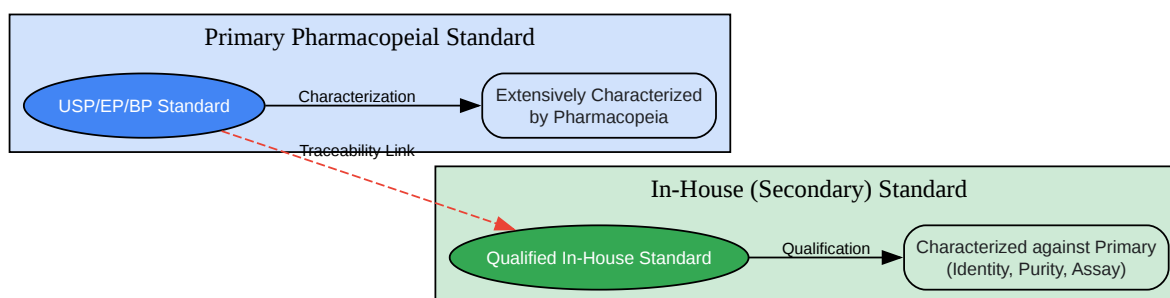 Primary Pharmacopeial Standard
USP/EP/BP Standard
Characterization
Extensively Characterized
by Pharmacopeia
Traceability Link
In-House (Secondary) Standard
Qualified In-House Standard
Qualification
Characterized against Primary
(Identity, Purity, Assay)